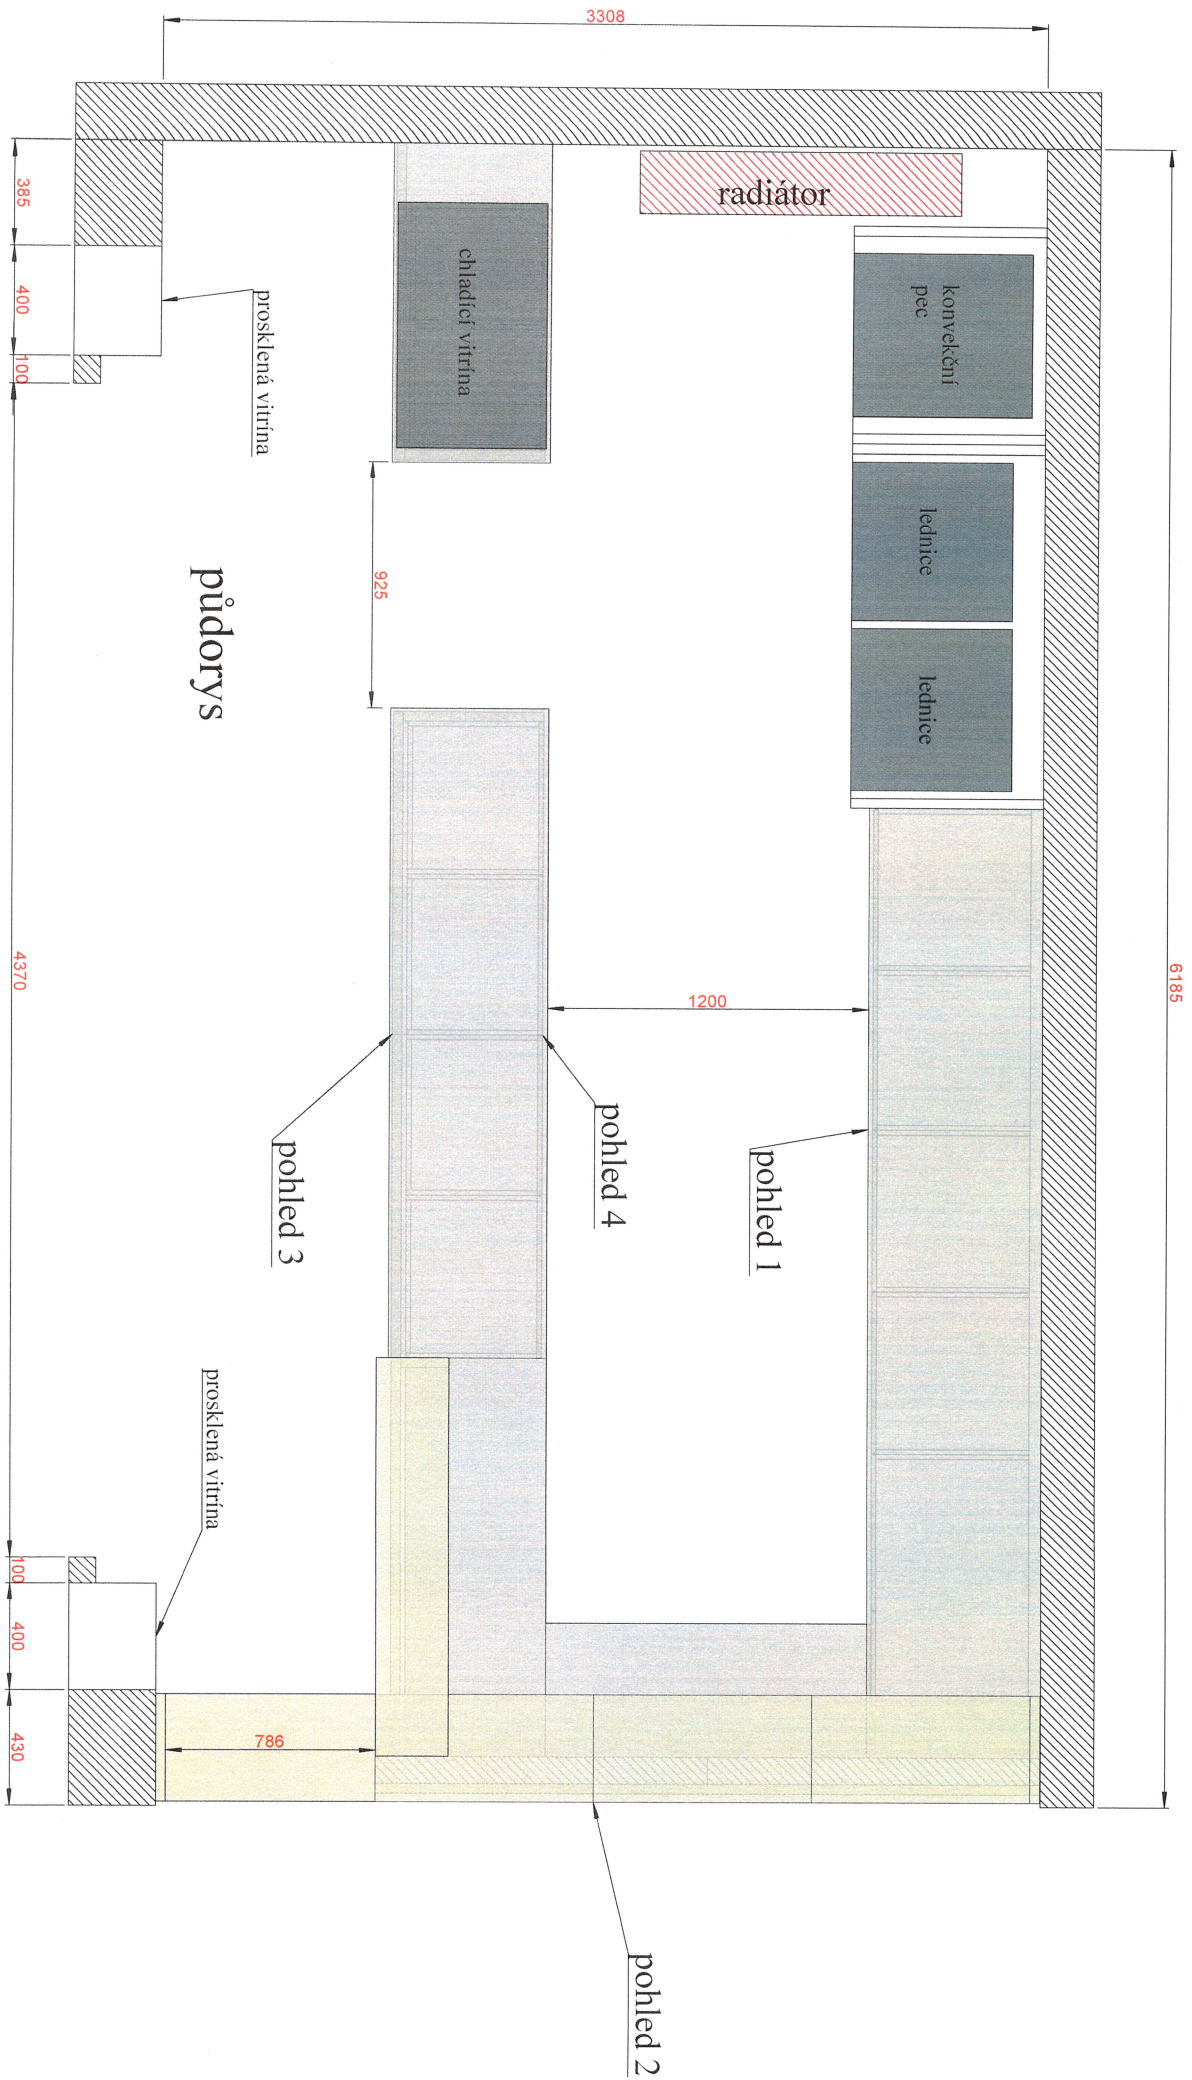 3308
6185
radiátor
konvekční
pec
lednice
lednice
chladící vitrína
prosklená vitrína
385
400
100
925
půdorys
4370
1200
pohled 1
pohled 4
pohled 3
prosklená vitrína
100
400
430
786
pohled 2